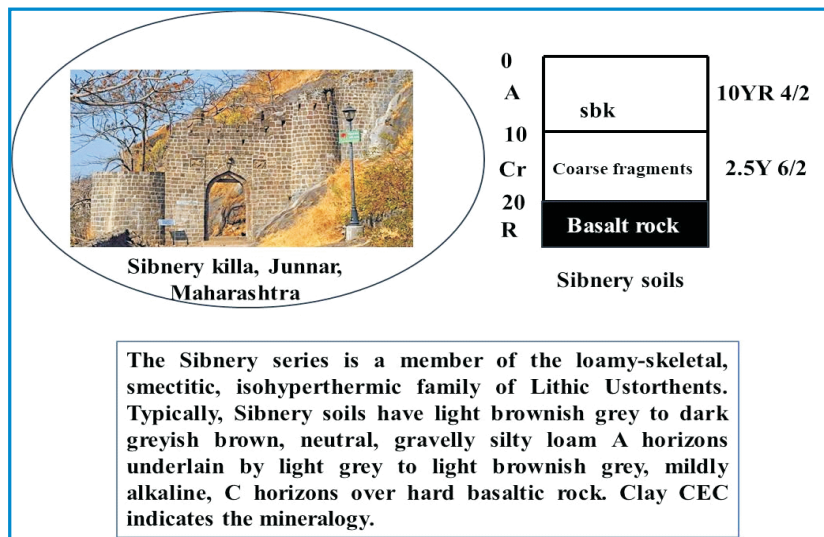 Sibnery killa, Junnar,
Maharashtra
0
A
sbk
10YR 4/2
10
Cr
Coarse fragments
2.5Y 6/2
20
R
Basalt rock
Sibnery soils
The Sibnery series is a member of the loamy-skeletal,
smectitic, isohyperthermic family of Lithic Ustorthents.
Typically, Sibnery soils have light brownish grey to dark
greyish brown, neutral, gravelly silty loam A horizons
underlain by light grey to light brownish grey, mildly
alkaline, C horizons over hard basaltic rock. Clay CEC
indicates the mineralogy.